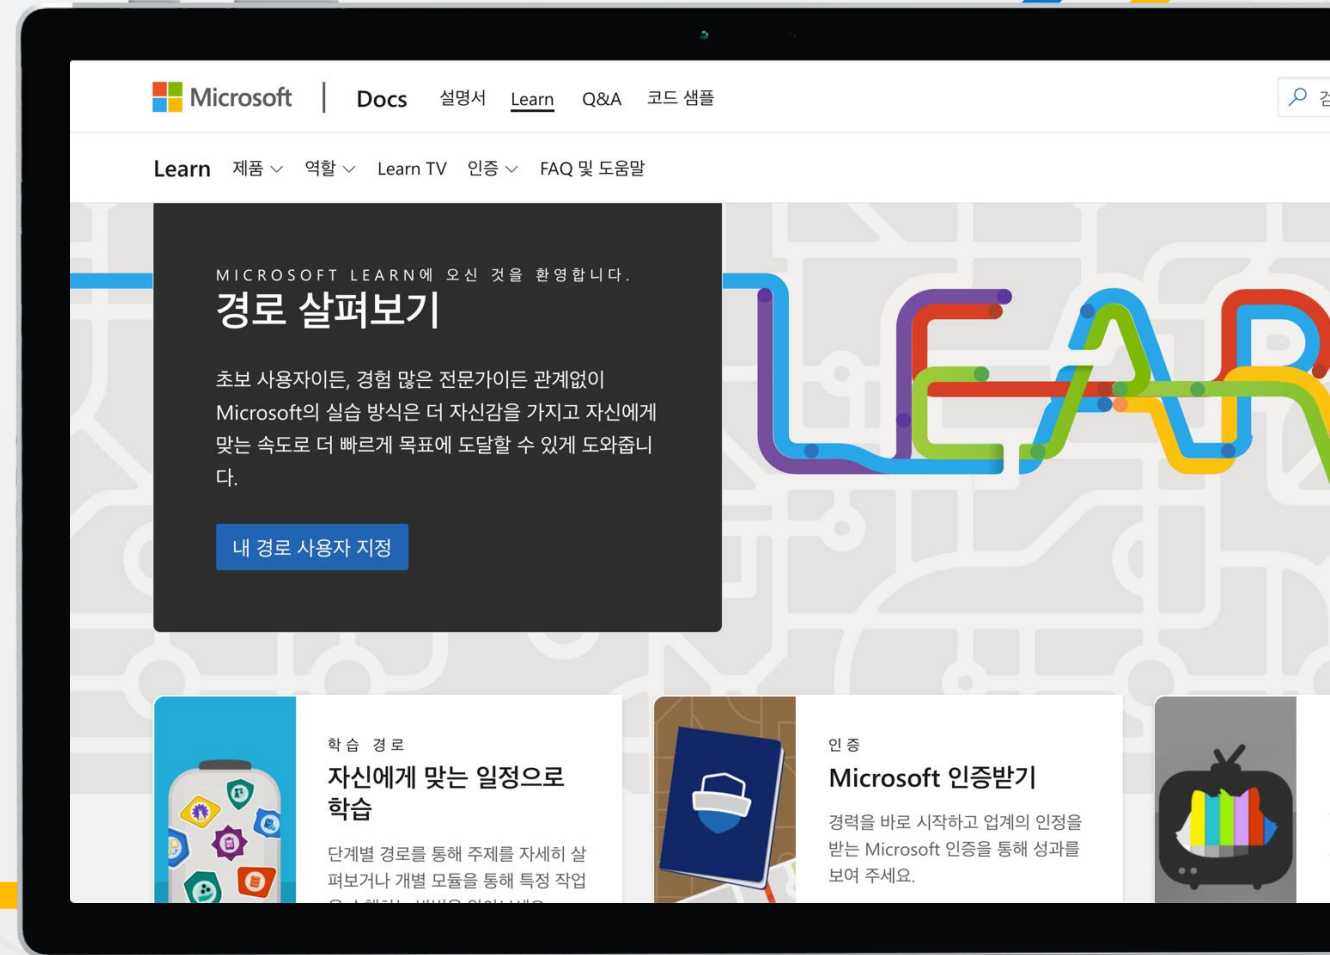 Microsoft | Docs 설명서 Learn Q&A 코드 샘플
Learn 제품 역할 Learn TV 인증 FAQ 및 도움말
MICROSOFT LEARN에 오신 것을 환영합니다.
경로 살펴보기
초보 사용자이든, 경험 많은 전문가이든 관계없이
Microsoft의 실습 방식은 더 자신감을 가지고 자신에게
맞는 속도로 더 빠르게 목표에 도달할 수 있게 도와줍니
다.
내 경로 사용자 지정
LEAR
학습 경로
자신에게 맞는 일정으로
학습
단계별 경로를 통해 주제를 자세히 살
펴보거나 개별 모듈을 통해 특정 작업
인증
Microsoft 인증받기
경력을 바로 시작하고 업계의 인정을
받는 Microsoft 인증을 통해 성과를
보여 주세요.